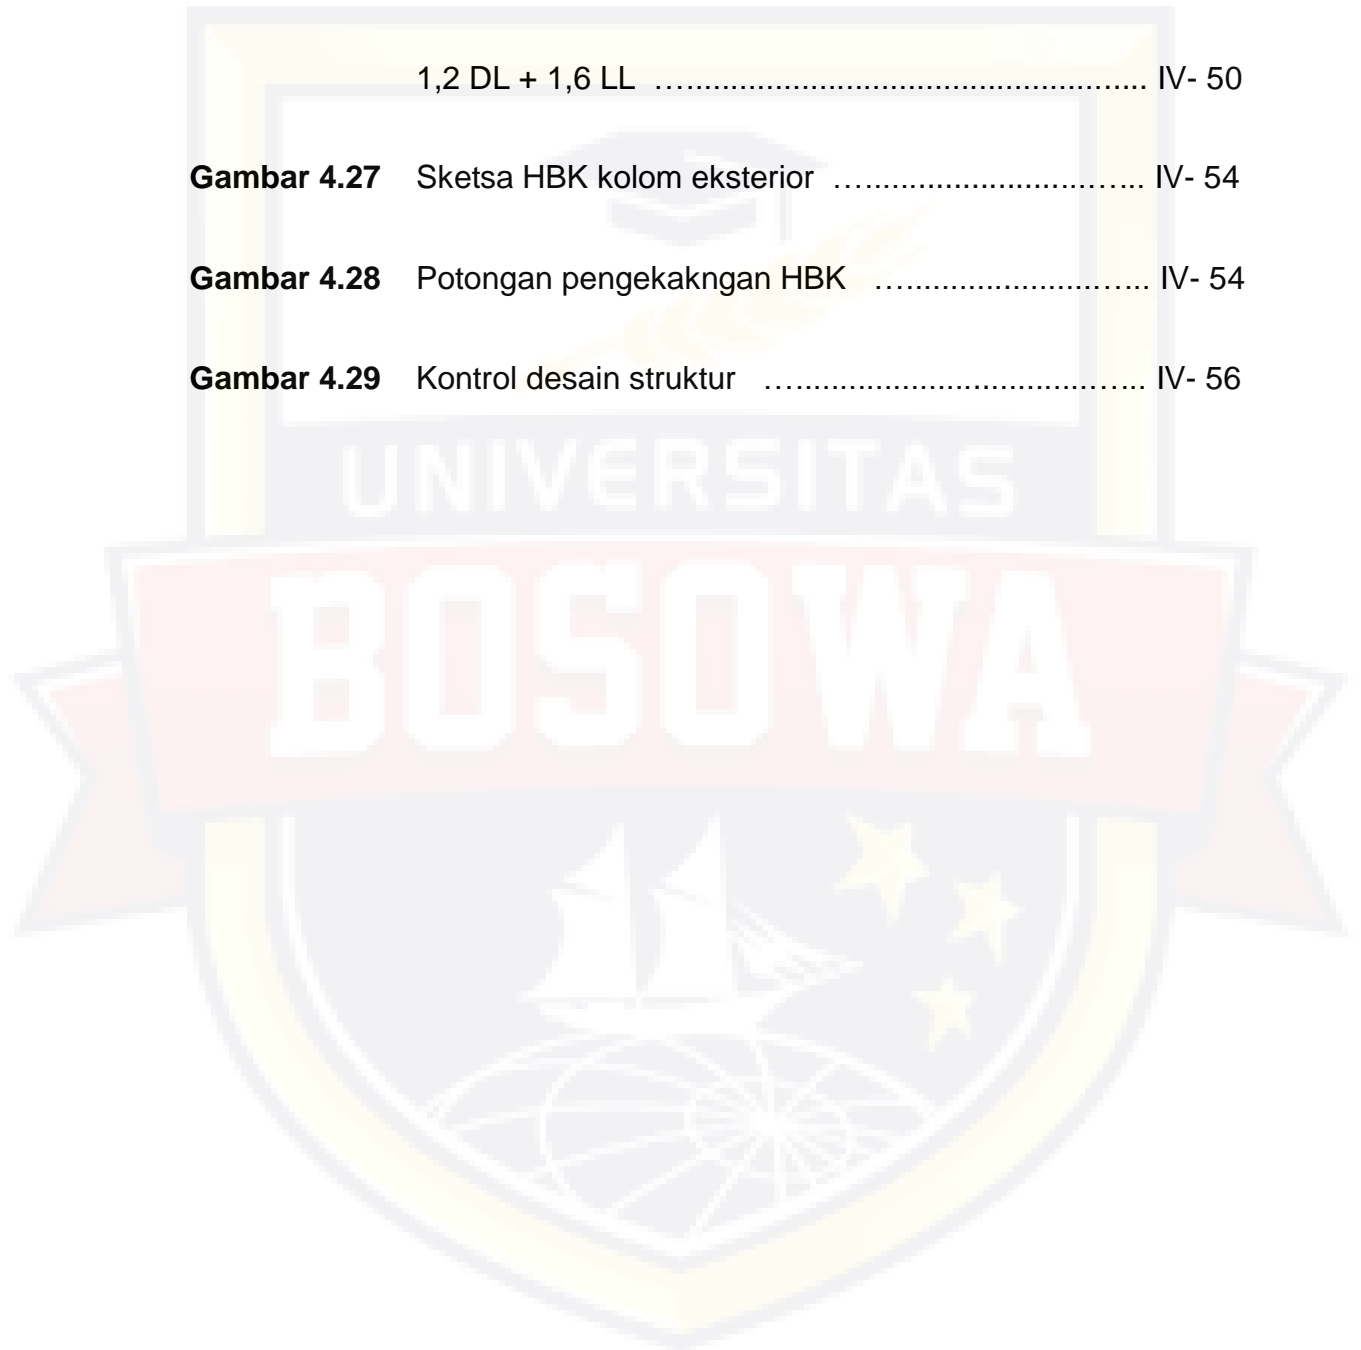 1,2 DL + 1,6 LL ………………………………………… IV- 50
Gambar 4.27 Sketsa HBK kolom eksterior ………………………… IV- 54
Gambar 4.28 Potongan pengekakngan HBK ……………………… IV- 54
Gambar 4.29 Kontrol desain struktur ……………………………… IV- 56
UNIVERSITAS
BOSOWA